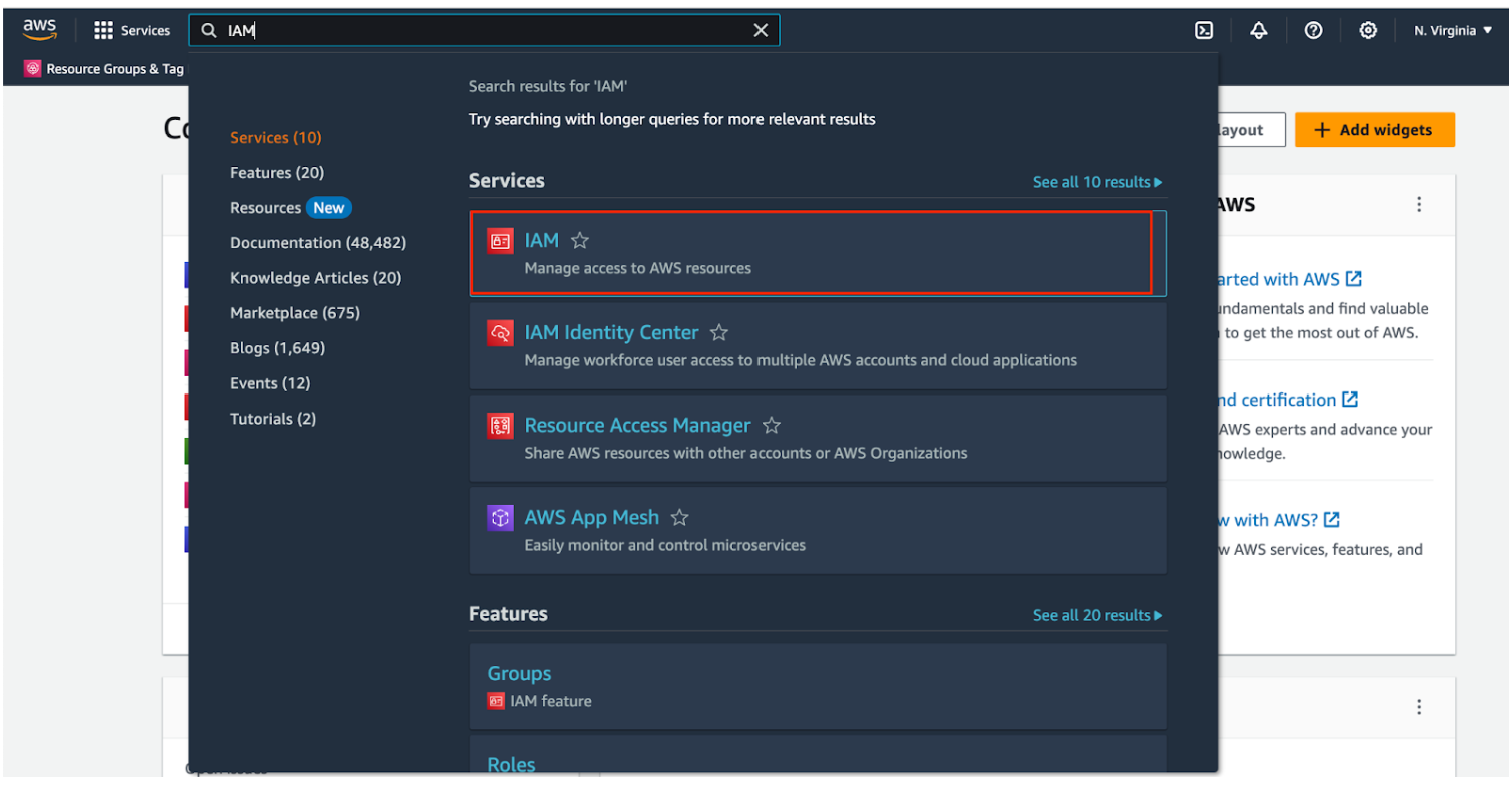 aws
Services
IAM
N. Virginia
Resource Groups & Tag
Search results for 'IAM'
Try searching with longer queries for more relevant results
Services (10)
Features (20)
Resources New
Documentation (48,482)
Knowledge Articles (20)
Marketplace (675)
Blogs (1,649)
Events (12)
Tutorials (2)
Services
See all 10 results
IAM
Manage access to AWS resources
IAM Identity Center
Manage workforce user access to multiple AWS accounts and cloud applications
Resource Access Manager
Share AWS resources with other accounts or AWS Organizations
AWS App Mesh
Easily monitor and control microservices
Features
See all 20 results
Groups
IAM feature
Roles
Co
layout
+ Add widgets
AWS
arted with AWS
undamentals and find valuable
to get the most out of AWS.
nd certification
AWS experts and advance your
nowledge.
w with AWS?
w AWS services, features, and